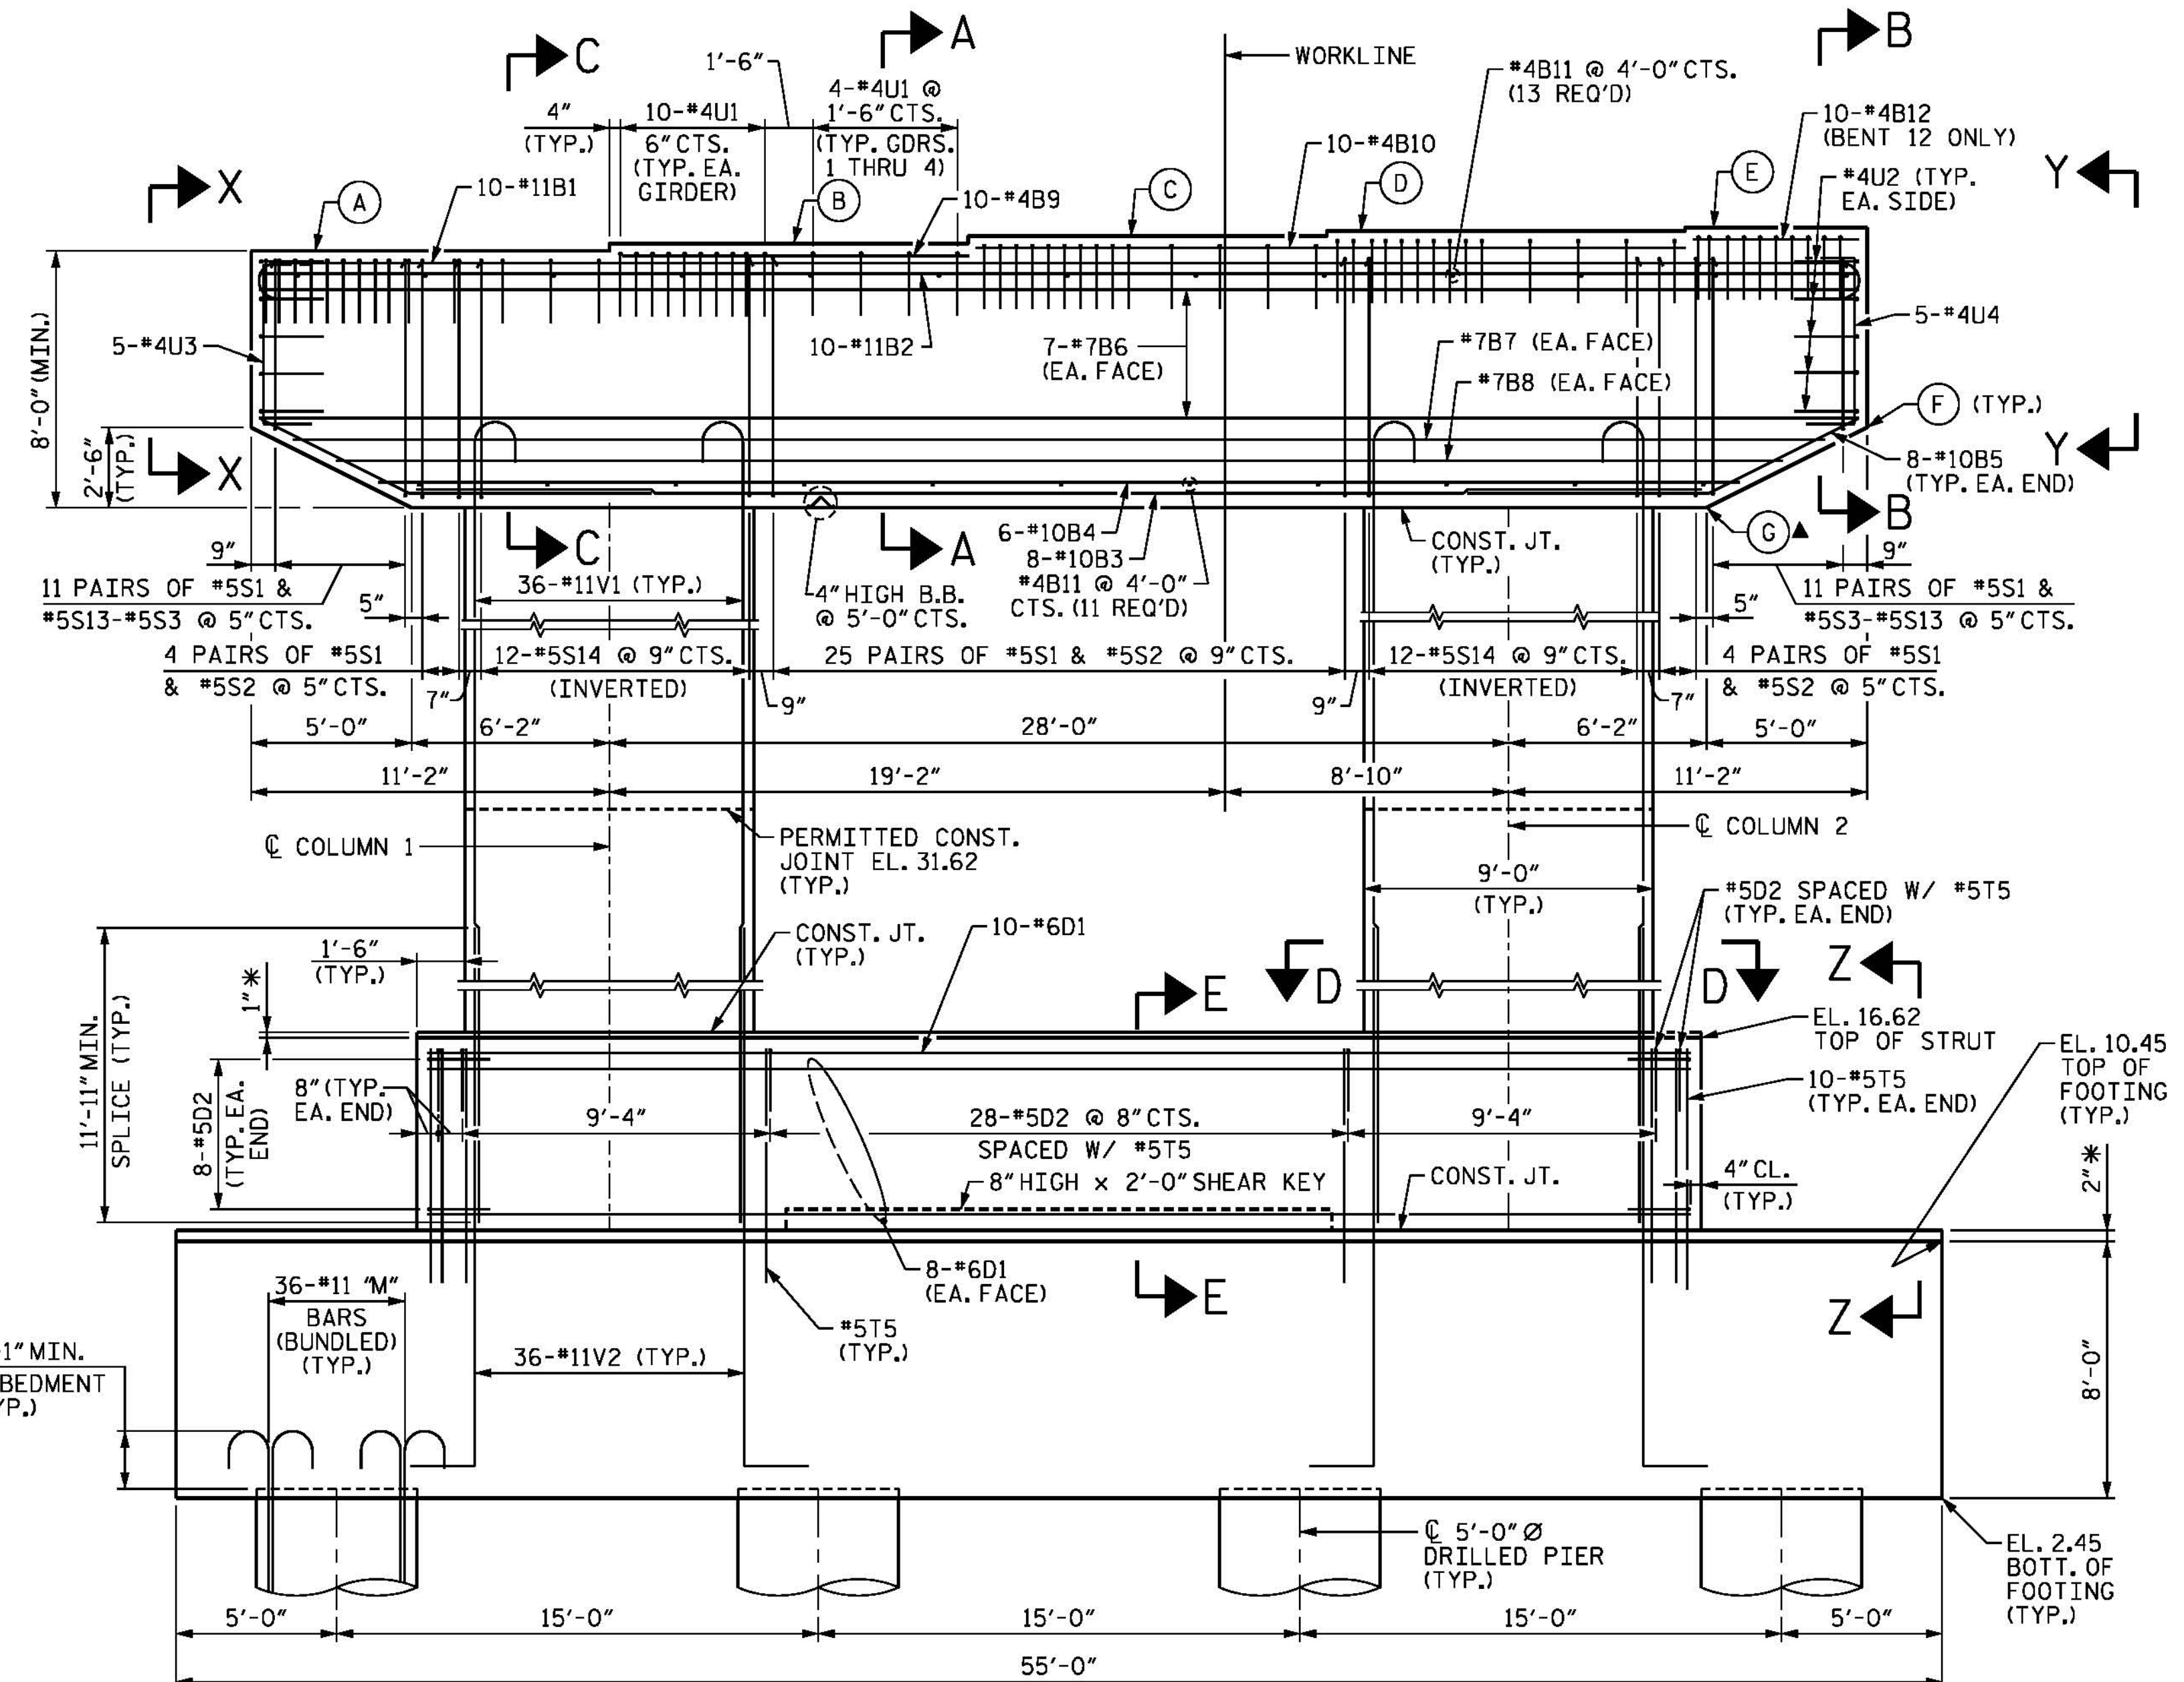 C
A
B
1'-6"
WORKLINE
#4B11 @ 4'-0" CTS.
(13 REQ'D)
4"
(TYP.)
10-#4U1
6" CTS.
(TYP. EA.
GIRDER)
4-#4U1 @
1'-6" CTS.
(TYP. GDRS.
1 THRU 4)
10-#4B10
10-#4B12
(BENT 12 ONLY)
#4U2 (TYP.
EA. SIDE)
X
A
10-#11B1
B
10-#4B9
C
D
E
Y
8'-0" (MIN.)
5-#4U3
10-#11B2
7-#7B6
(EA. FACE)
#7B7 (EA. FACE)
#7B8 (EA. FACE)
5-#4U4
F (TYP.)
2'-6"
(TYP.)
X
Y
8-#10B5
(TYP. EA. END)
C
A
B
6-#10B4
8-#10B3
#4B11 @ 4'-0"
CTS. (11 REQ'D)
CONST. JT.
(TYP.)
G ▲
9"
9"
11 PAIRS OF #5S1 &
#5S13-#5S3 @ 5" CTS.
5"
36-#11V1 (TYP.)
4" HIGH B.B.
@ 5'-0" CTS.
5"
11 PAIRS OF #5S1 &
#5S3-#5S13 @ 5" CTS.
4 PAIRS OF #5S1
& #5S2 @ 5" CTS.
7"
12-#5S14 @ 9" CTS.
(INVERTED)
9"
25 PAIRS OF #5S1 & #5S2 @ 9" CTS.
9"
12-#5S14 @ 9" CTS.
(INVERTED)
7"
4 PAIRS OF #5S1
& #5S2 @ 5" CTS.
5'-0"
6'-2"
28'-0"
6'-2"
5'-0"
11'-2"
19'-2"
8'-10"
11'-2"
℄ COLUMN 1
PERMITTED CONST.
JOINT EL. 31.62
(TYP.)
℄ COLUMN 2
9'-0"
(TYP.)
#5D2 SPACED W/ #5T5
(TYP. EA. END)
1'-6"
(TYP.)
CONST. JT.
(TYP.)
10-#6D1
E
D
D
Z
11'-11" MIN.
SPLICE (TYP.)
1"*
8-#5D2
(TYP. EA.
END)
8" (TYP.
EA. END)
EL. 16.62
TOP OF STRUT
EL. 10.45
TOP OF
FOOTING
(TYP.)
10-#5T5
(TYP. EA. END)
9'-4"
28-#5D2 @ 8" CTS.
SPACED W/ #5T5
9'-4"
8" HIGH x 2'-0" SHEAR KEY
CONST. JT.
4" CL.
(TYP.)
2"*
36-#11 "M"
BARS
(BUNDLED)
(TYP.)
8-#6D1
(EA. FACE)
E
#5T5
(TYP.)
Z
36-#11V2 (TYP.)
8'-0"
1" MIN.
BEDMENT
P.)
℄ 5'-0" Ø
DRILLED PIER
(TYP.)
EL. 2.45
BOTT. OF
FOOTING
(TYP.)
5'-0"
15'-0"
15'-0"
15'-0"
5'-0"
55'-0"